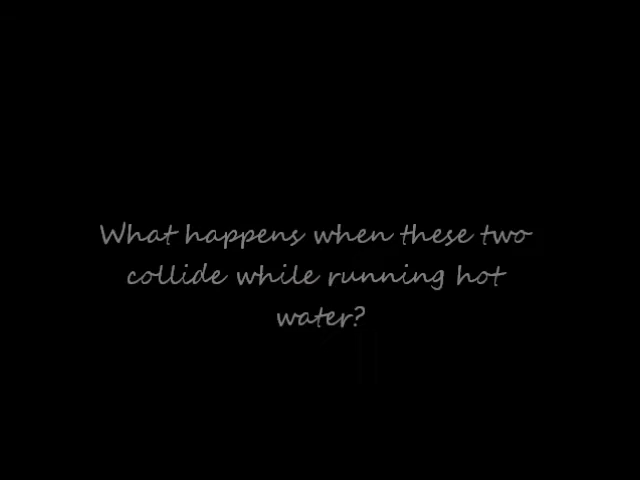 What happens when these two
collide while running hot
water?